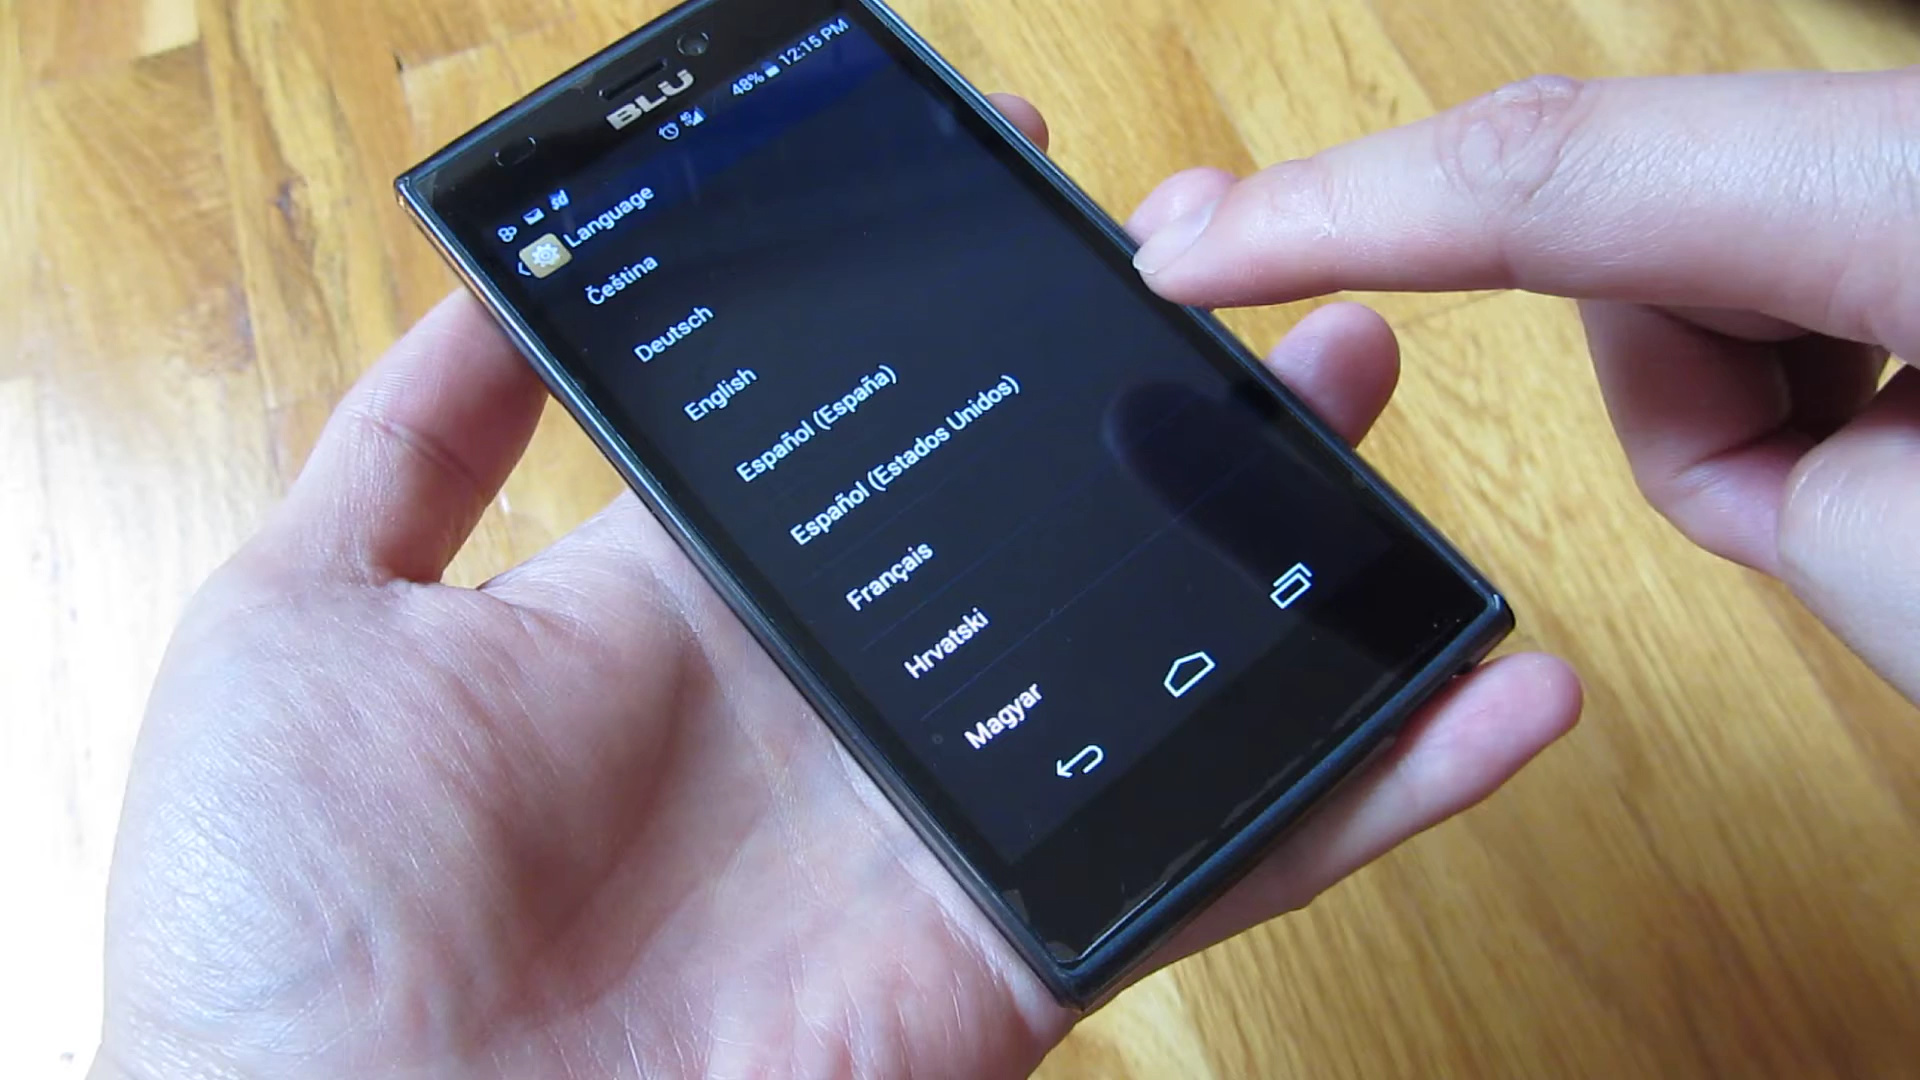 BLU
48% 12:15 PM
Language
Čeština
Deutsch
English
Español (España)
Español (Estados Unidos)
Français
Hrvatski
Magyar